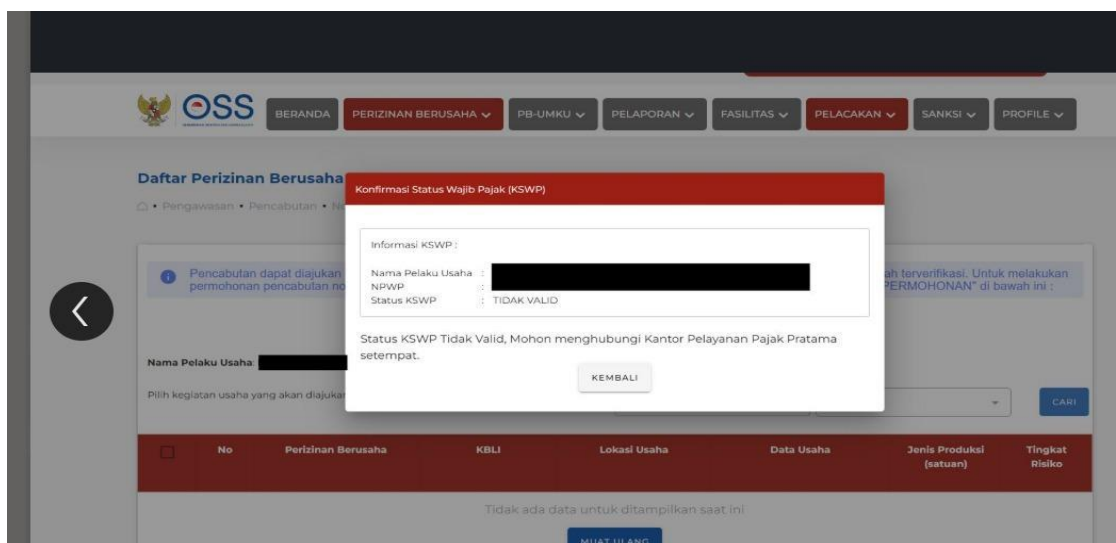 OSS
BERANDA
PERIZINAN BERUSAHA
PB-UMKU
PELAPORAN
FASILITAS
PELACAKAN
SANKSI
PROFILE
Daftar Perizinan Berusaha
Pengawasan • Pencabutan •
Konfirmasi Status Wajib Pajak (KSWP)
Informasi KSWP :
Nama Pelaku Usaha :
NPWP :
Status KSWP : TIDAK VALID
Status KSWP Tidak Valid, Mohon menghubungi Kantor Pelayanan Pajak Pratama
setempat.
KEMBALI
Pencabutan dapat diajukan
ah terverifikasi. Untuk melakukan
permohonan pencabutan
PERMOHONAN" di bawah ini :
Nama Pelaku Usaha:
Pilih kegiatan usaha yang akan diajukan
CARI
No
Perizinan Berusaha
KBLI
Lokasi Usaha
Data Usaha
Jenis Produksi
(satuan)
Tingkat
Risiko
Tidak ada data untuk ditampilkan saat ini
MUAT ULANG